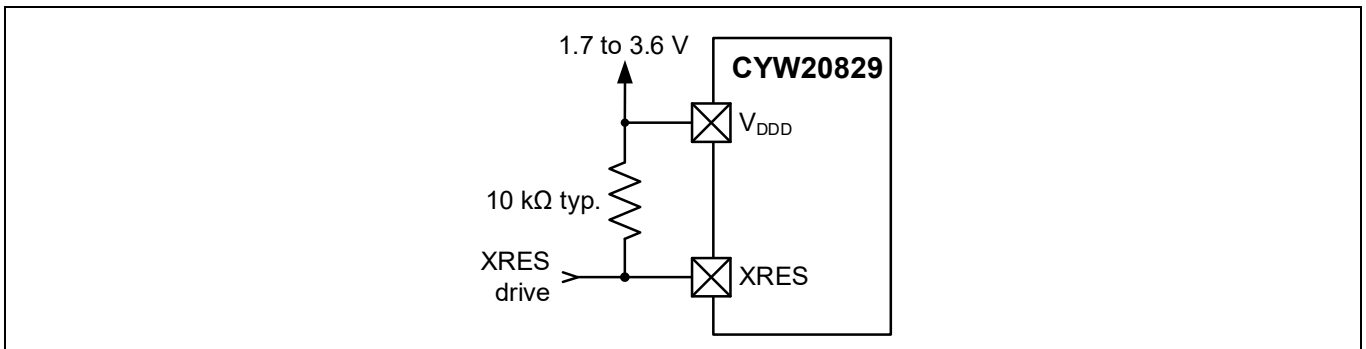 1.7 to 3.6 V
CYW20829
VDDD
10 kΩ typ.
XRES
drive
XRES